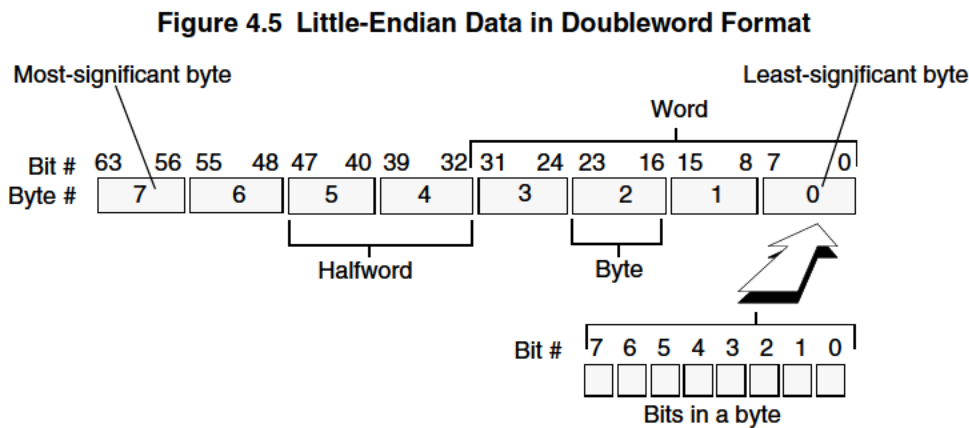 Figure 4.5 Little-Endian Data in Doubleword Format
Most-significant byte
Least-significant byte
Word
Bit # 63 56 55 48 47 40 39 32 31 24 23 16 15 8 7 0
Byte # 7 6 5 4 3 2 1 0
Halfword
Byte
Bit # 7 6 5 4 3 2 1 0
Bits in a byte